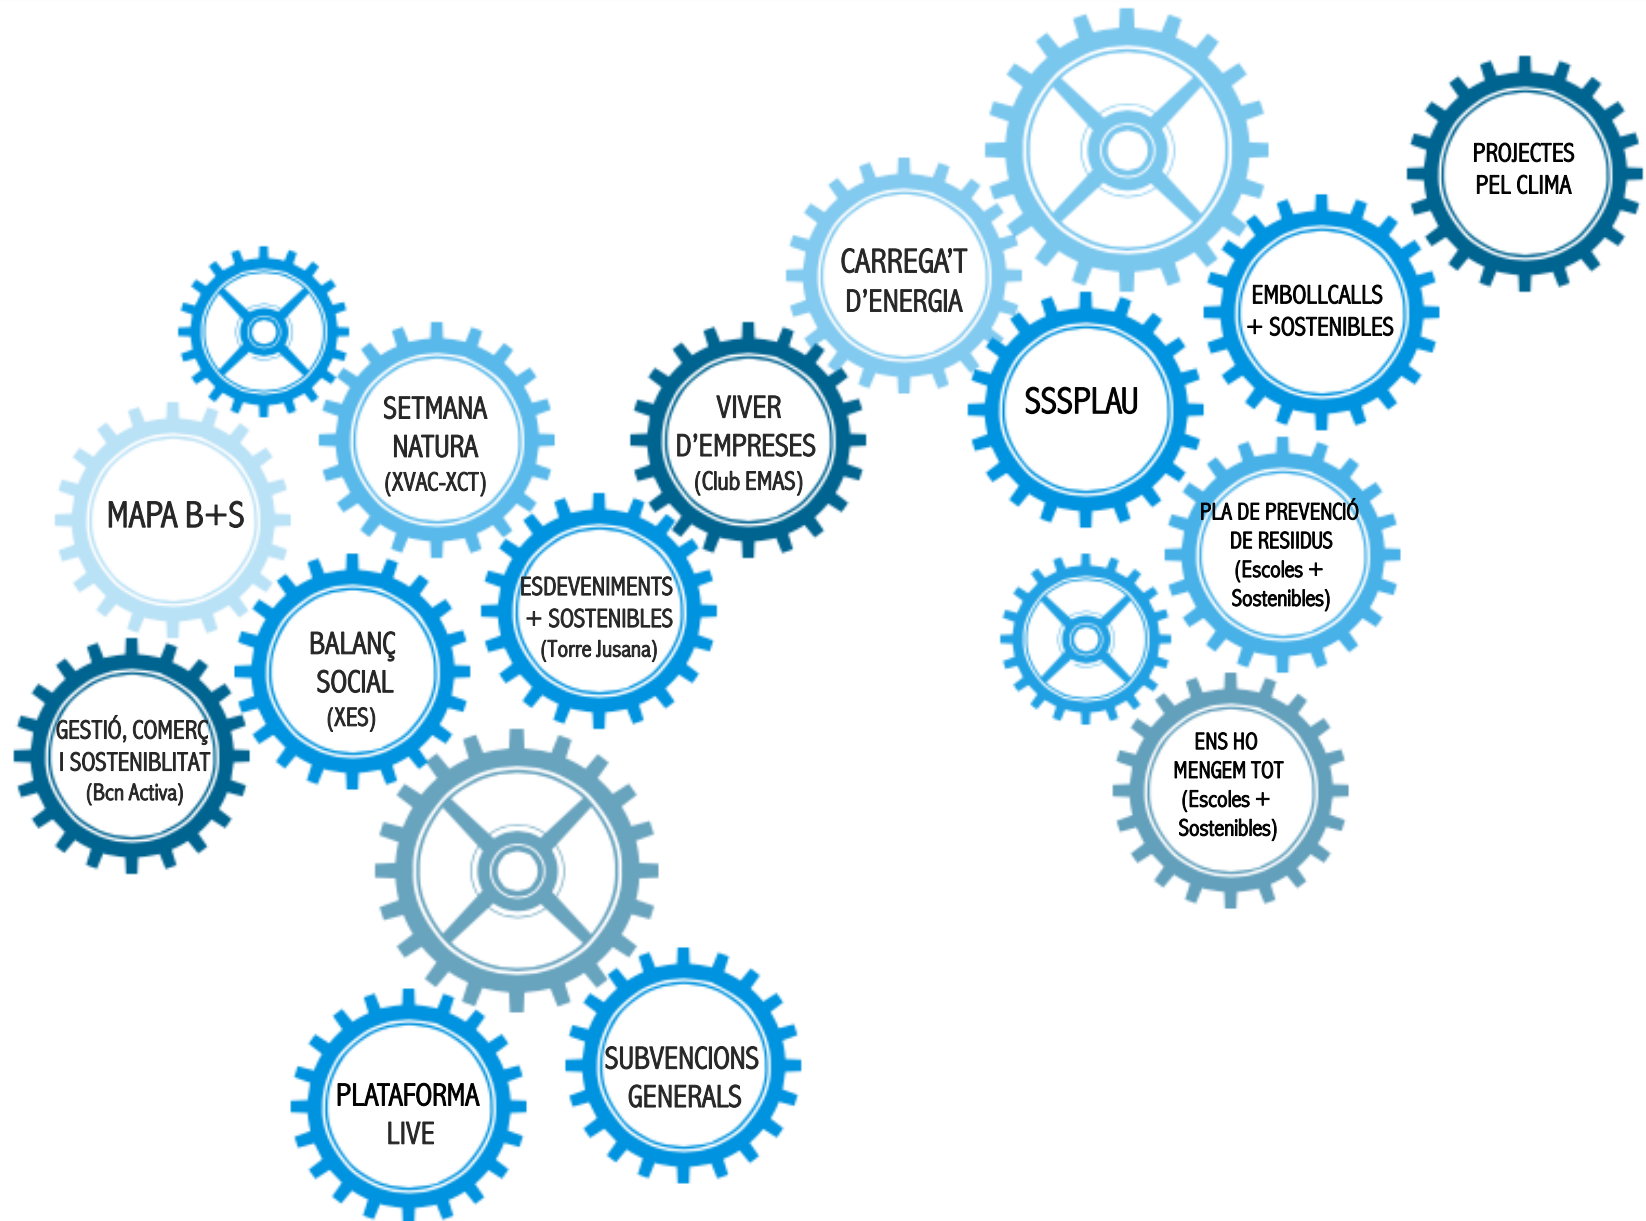 PROJECTES
PEL CLIMA
CARREGA'T
D'ENERGIA
EMBOLLCALLS
+ SOSTENIBLES
SSSPLAU
SETMANA
NATURA
(XVAC-XCT)
VIVER
D'EMPRESES
(Club EMAS)
MAPA B+S
PLA DE PREVENCIÓ
DE RESIIDUS
(Escoles +
Sostenibles)
ESDEVENIMENTS
+ SOSTENIBLES
(Torre Jusana)
BALANÇ
SOCIAL
(XES)
GESTIÓ, COMERÇ
I SOSTENIBLITAT
(Bcn Activa)
ENS HO
MENGEM TOT
(Escoles +
Sostenibles)
SUBVENCIONS
GENERALS
PLATAFORMA
LIVE